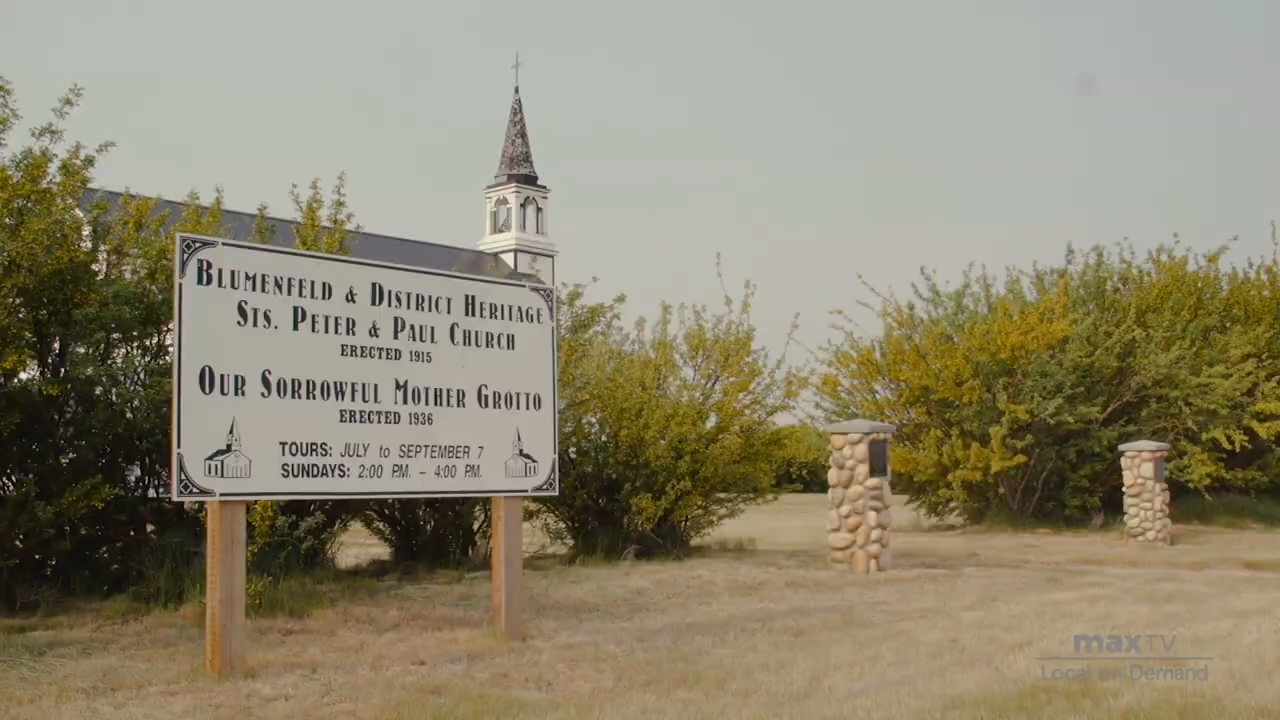 BLUMENFELD & DISTRICT HERITAGE
STS. PETER & PAUL CHURCH
ERECTED 1915
OUR SORROWFUL MOTHER GROTTO
ERECTED 1936
TOURS: JULY to SEPTEMBER 7
SUNDAYS: 2:00 P.M. – 4:00 P.M.
maxTV
Local on Demand